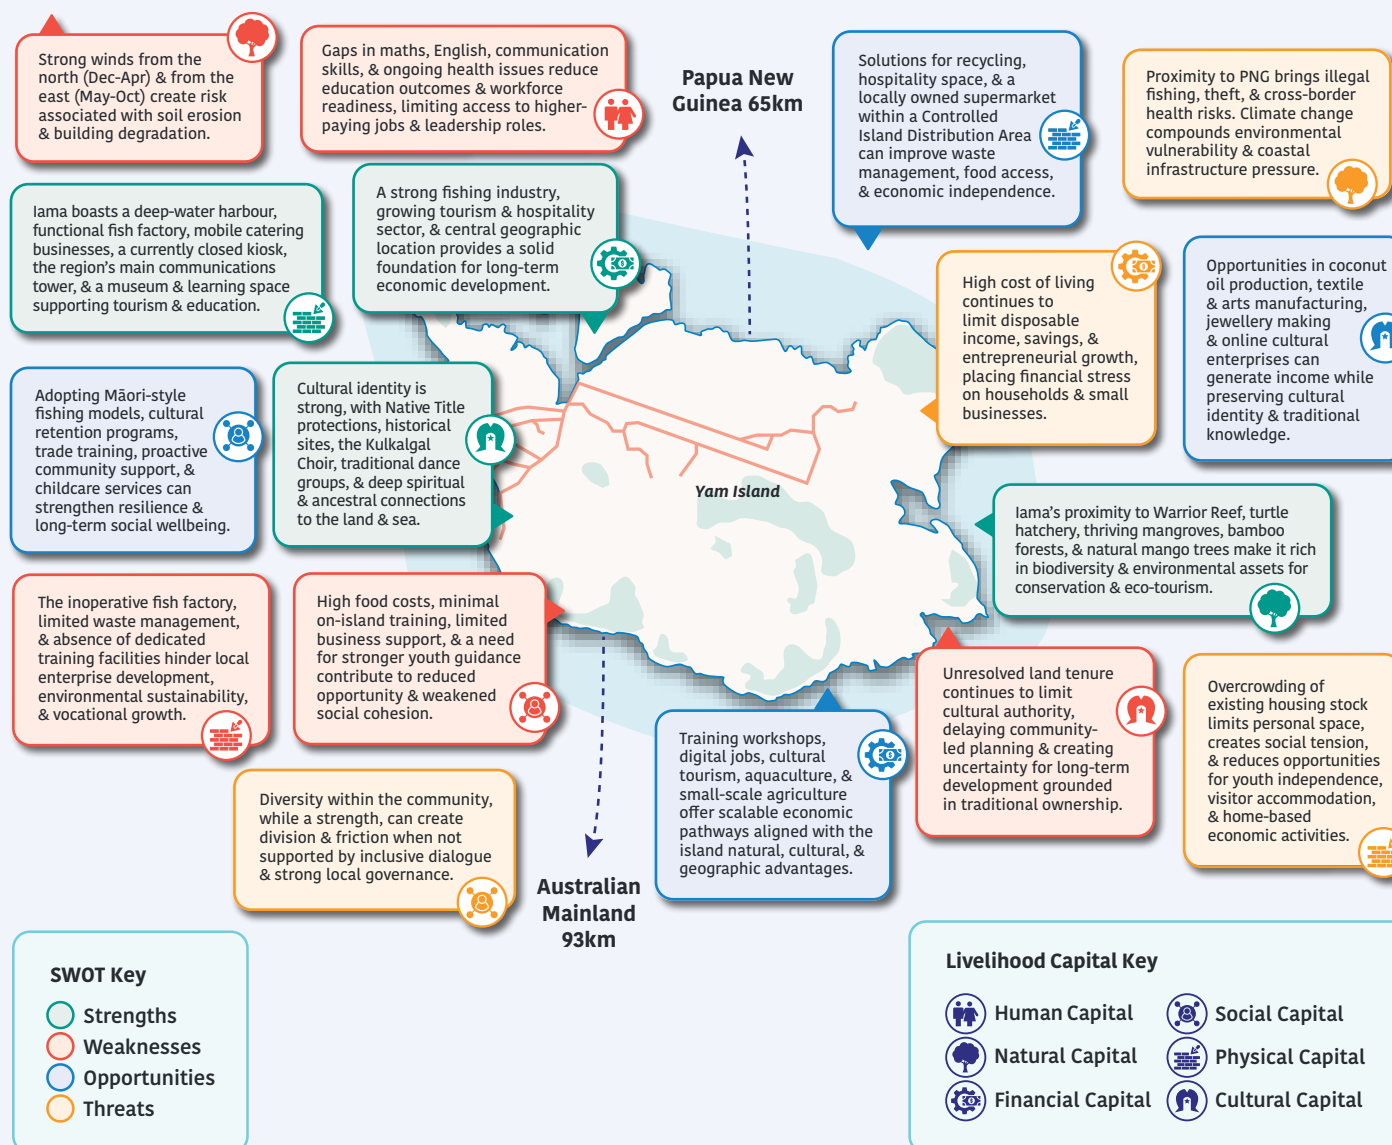 Strong winds from the
north (Dec-Apr) & from the
east (May-Oct) create risk
associated with soil erosion
& building degradation.
Gaps in maths, English, communication
skills, & ongoing health issues reduce
education outcomes & workforce
readiness, limiting access to higher-
paying jobs & leadership roles.
Papua New
Guinea 65km
Solutions for recycling,
hospitality space, & a
locally owned supermarket
within a Controlled
Island Distribution Area
can improve waste
management, food access,
& economic independence.
Proximity to PNG brings illegal
fishing, theft, & cross-border
health risks. Climate change
compounds environmental
vulnerability & coastal
infrastructure pressure.
Iama boasts a deep-water harbour,
functional fish factory, mobile catering
businesses, a currently closed kiosk,
the region's main communications
tower, & a museum & learning space
supporting tourism & education.
A strong fishing industry,
growing tourism & hospitality
sector, & central geographic
location provides a solid
foundation for long-term
economic development.
High cost of living
continues to
limit disposable
income, savings, &
entrepreneurial growth,
placing financial stress
on households & small
businesses.
Opportunities in coconut
oil production, textile
& arts manufacturing,
jewellery making
& online cultural
enterprises can
generate income while
preserving cultural
identity & traditional
knowledge.
Adopting Māori-style
fishing models, cultural
retention programs,
trade training, proactive
community support, &
childcare services can
strengthen resilience &
long-term social wellbeing.
Cultural identity is
strong, with Native Title
protections, historical
sites, the Kulkalgal
Choir, traditional dance
groups, & deep spiritual
& ancestral connections
to the land & sea.
Yam Island
Iama's proximity to Warrior Reef, turtle
hatchery, thriving mangroves, bamboo
forests, & natural mango trees make it rich
in biodiversity & environmental assets for
conservation & eco-tourism.
The inoperative fish factory,
limited waste management,
& absence of dedicated
training facilities hinder local
enterprise development,
environmental sustainability,
& vocational growth.
High food costs, minimal
on-island training, limited
business support, & a need
for stronger youth guidance
contribute to reduced
opportunity & weakened
social cohesion.
Unresolved land tenure
continues to limit
cultural authority,
delaying community-
led planning & creating
uncertainty for long-term
development grounded
in traditional ownership.
Overcrowding of
existing housing stock
limits personal space,
creates social tension,
& reduces opportunities
for youth independence,
visitor accommodation,
& home-based
economic activities.
Training workshops,
digital jobs, cultural
tourism, aquaculture, &
small-scale agriculture
offer scalable economic
pathways aligned with the
island natural, cultural, &
geographic advantages.
Diversity within the community,
while a strength, can create
division & friction when not
supported by inclusive dialogue
& strong local governance.
Australian
Mainland
93km
SWOT Key
Strengths
Weaknesses
Opportunities
Threats
Livelihood Capital Key
Human Capital
Social Capital
Natural Capital
Physical Capital
Financial Capital
Cultural Capital